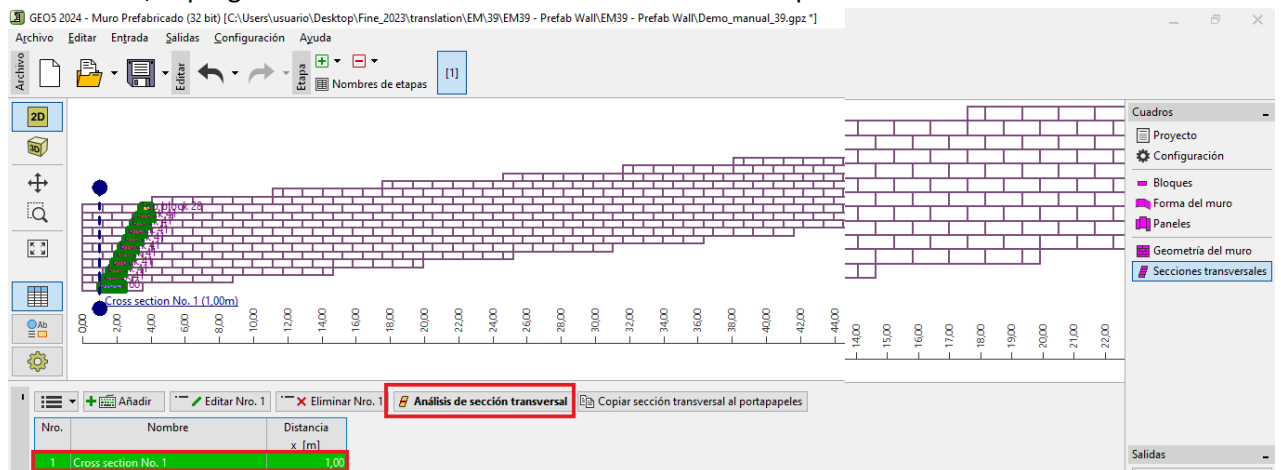 GEO5 2024 - Muro Prefabricado (32 bit) [C:\Users\usuario\Desktop\Fine_2023\translation\EM\39\EM39 - Prefab Wall\EM39 - Prefab Wall\Demo_manual_39.gpz *]
Archivo Editar Entrada Salidas Configuración Ayuda
Archivo
Editar
Etapa
Nombres de etapas
[1]
2D
3D
Cross section No. 1 (1,00m)
0,00 2,00 4,00 6,00 8,00 10,00 12,00 14,00 16,00 18,00 20,00 22,00 24,00 26,00 28,00 30,00 32,00 34,00 36,00 38,00 40,00 42,00 44,00
14,00 15,00 16,00 17,00 18,00 19,00 20,00 21,00 22,00
Cuadros
Proyecto
Configuración
Bloques
Forma del muro
Paneles
Geometría del muro
Secciones transversales
Añadir Editar Nro. 1 Eliminar Nro. 1 Análisis de sección transversal Copiar sección transversal al portapapeles
Nro. Nombre Distancia
x [m]
1 Cross section No. 1 1,00
Salidas